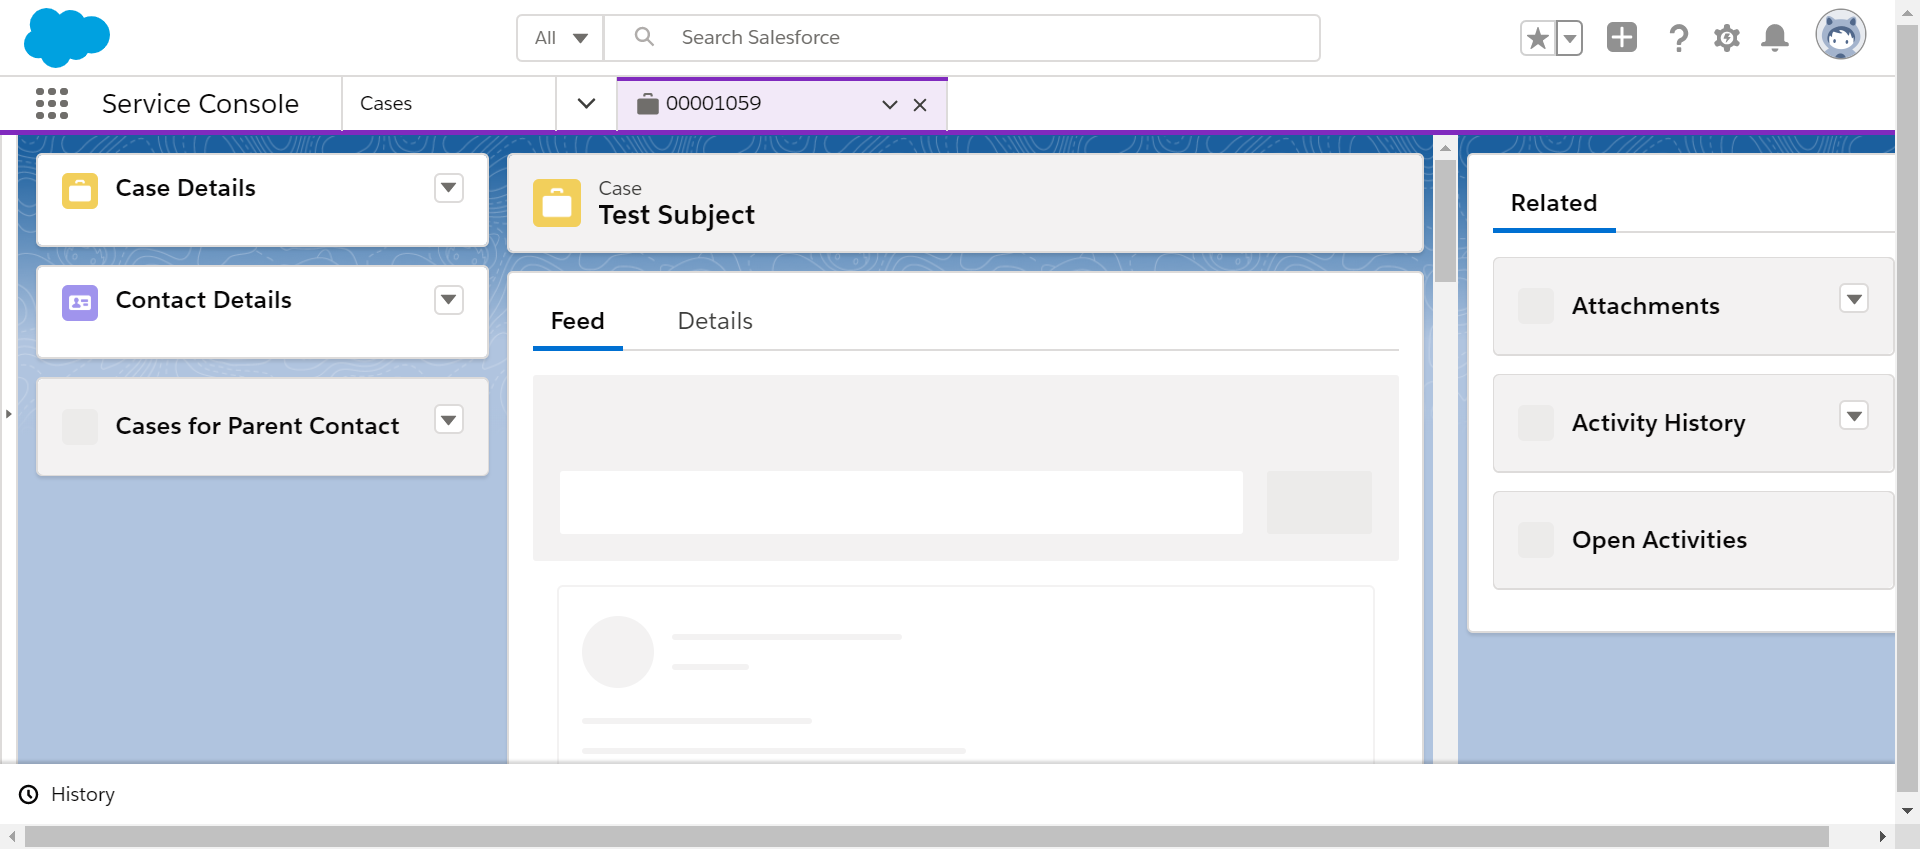 All
Search Salesforce
Service Console
Cases
00001059
Case Details
Contact Details
Cases for Parent Contact
Case
Test Subject
Feed
Details
Related
Attachments
Activity History
Open Activities
History